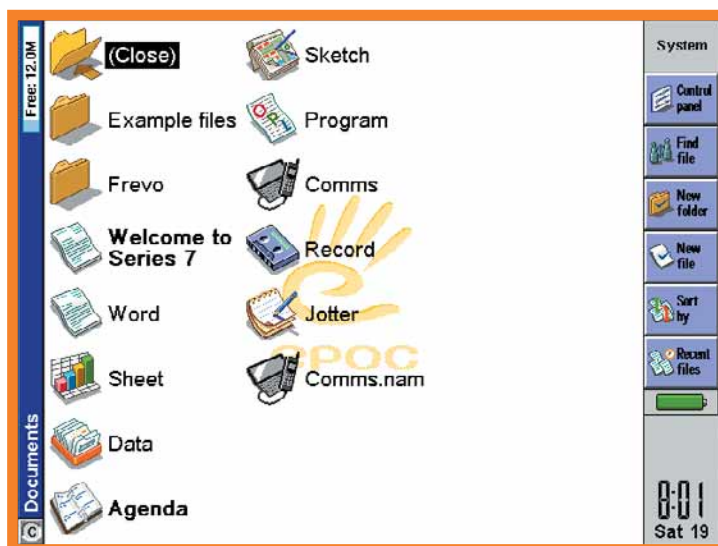 Free: 12.0M
Documents
C
(Close)
Example files
Frevo
Welcome to
Series 7
Word
Sheet
Data
Agenda
Sketch
OPL
Program
Comms
Record
Jotter
Comms.nam
EPOC
System
Control
panel
Find
file
New
folder
New
file
Sort
by
Recent
files
8:01
Sat 19